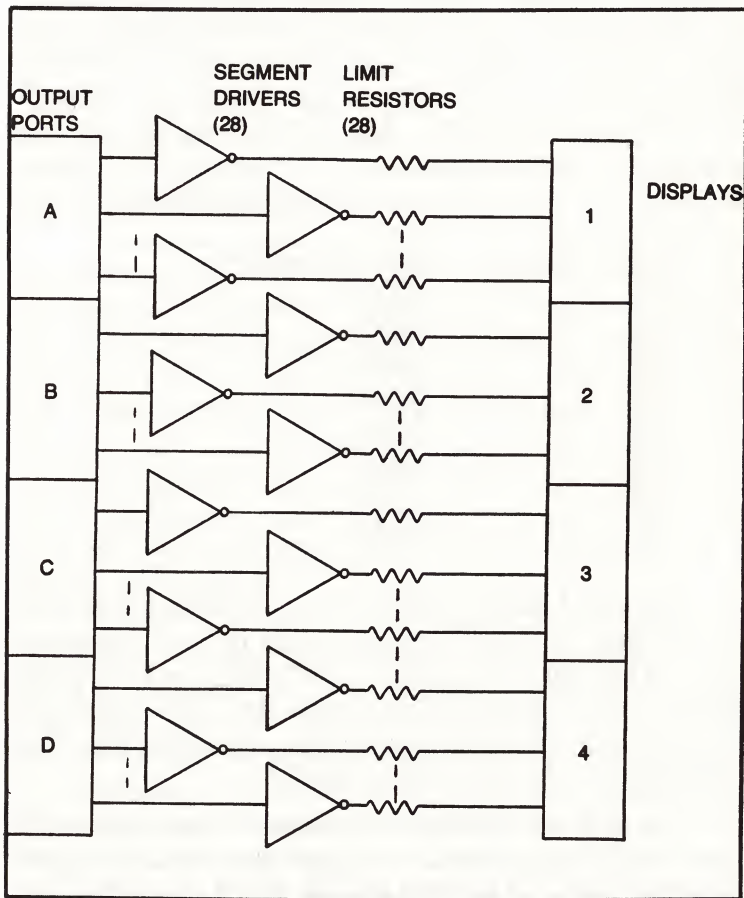 OUTPUT
PORTS
SEGMENT
DRIVERS
(28)
LIMIT
RESISTORS
(28)
DISPLAYS
A
B
C
D
1
2
3
4